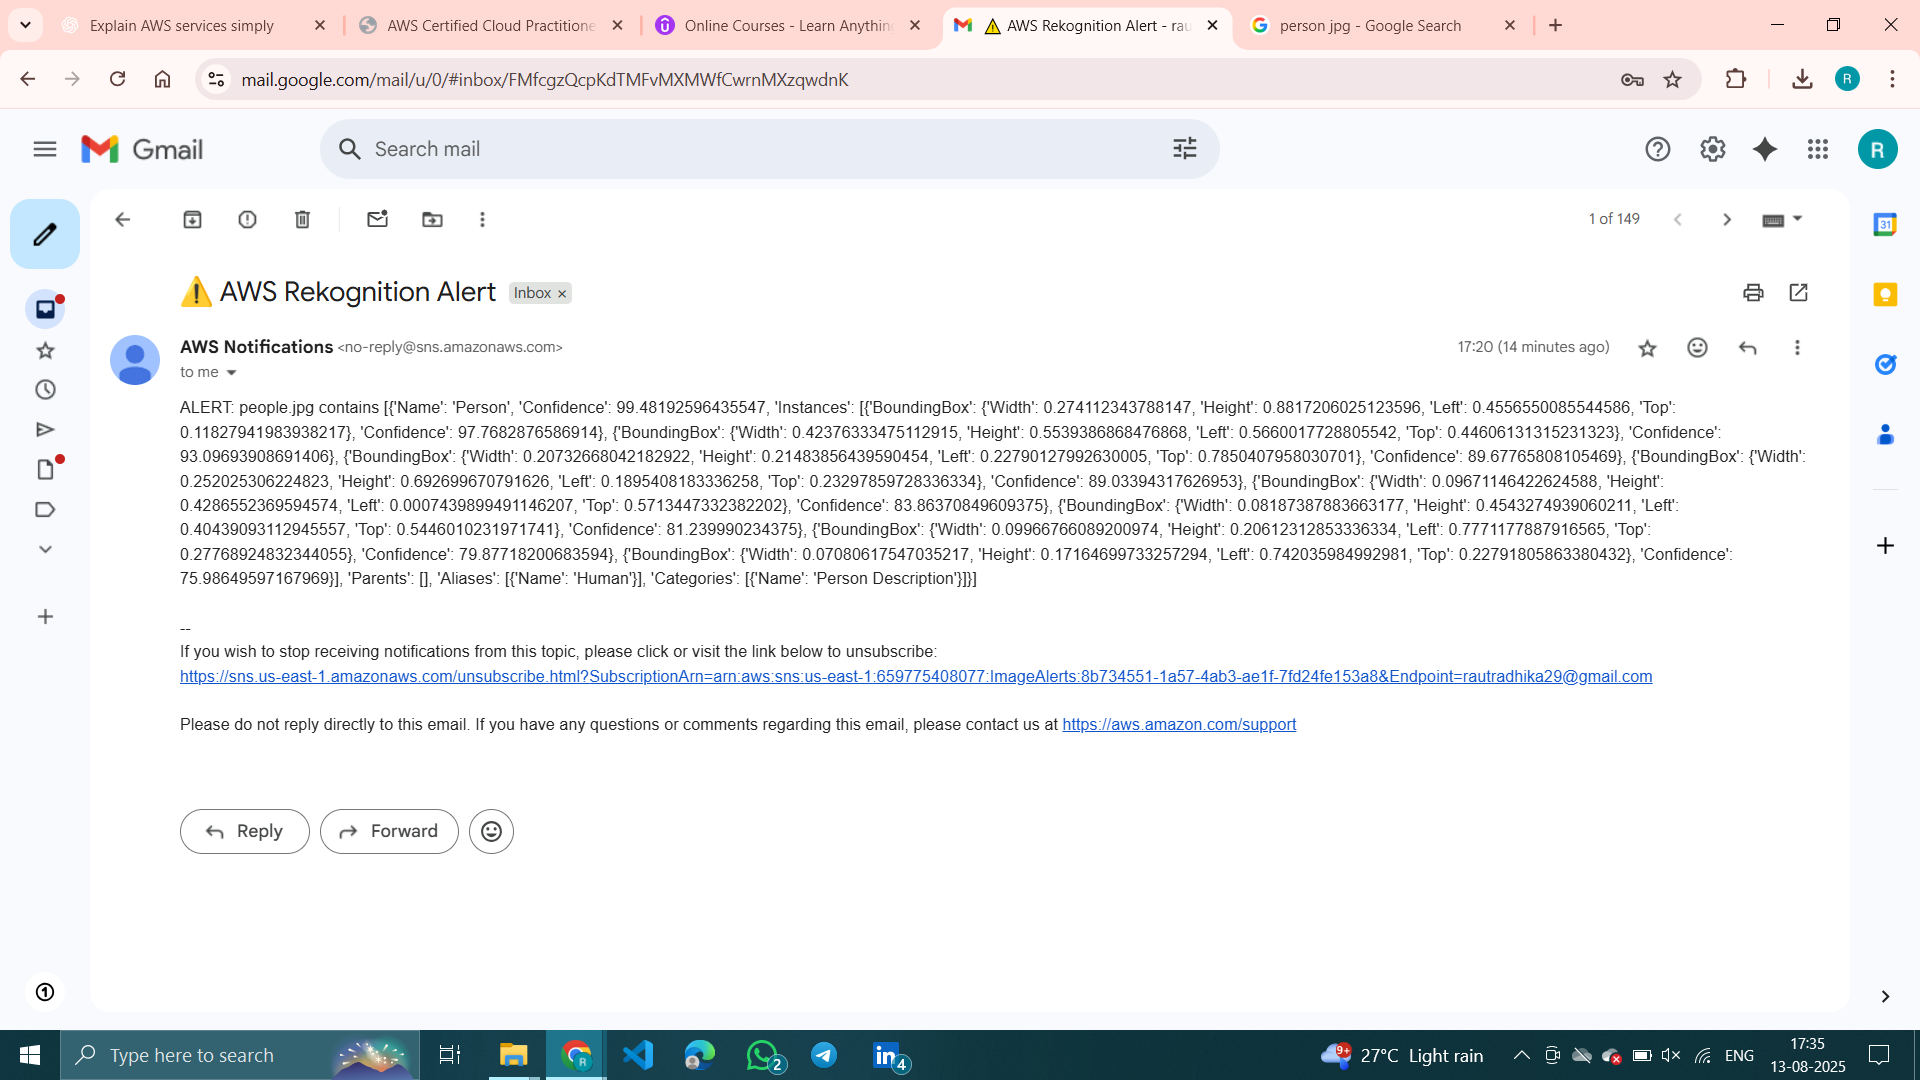 Explain AWS services simply
AWS Certified Cloud Practitione
Online Courses - Learn Anything
AWS Rekognition Alert - rau
person jpg - Google Search
mail.google.com/mail/u/0/#inbox/FMfcgzQcpKdTMFvMXMWfCwrnMXzqwdnK
R
Gmail
Search mail
R
1 of 149
31
AWS Rekognition Alert
Inbox ×
AWS Notifications <no-reply@sns.amazonaws.com>
17:20 (14 minutes ago)
to me
ALERT: people.jpg contains [{'Name': 'Person', 'Confidence': 99.48192596435547, 'Instances': [{'BoundingBox': {'Width': 0.274112343788147, 'Height': 0.8817206025123596, 'Left': 0.4556550085544586, 'Top':
0.11827941983938217}, 'Confidence': 97.7682876586914}, {'BoundingBox': {'Width': 0.42376333475112915, 'Height': 0.5539386868476868, 'Left': 0.5660017728805542, 'Top': 0.44606131315231323}, 'Confidence':
93.09693908691406}, {'BoundingBox': {'Width': 0.20732668042182922, 'Height': 0.21483856439590454, 'Left': 0.22790127992630005, 'Top': 0.7850407958030701}, 'Confidence': 89.67765808105469}, {'BoundingBox': {'Width':
0.252025306224823, 'Height': 0.692699670791626, 'Left': 0.1895408183336258, 'Top': 0.23297859728336334}, 'Confidence': 89.03394317626953}, {'BoundingBox': {'Width': 0.09671146422624588, 'Height':
0.4286552369594574, 'Left': 0.0007439899491146207, 'Top': 0.5713447332382202}, 'Confidence': 83.86370849609375}, {'BoundingBox': {'Width': 0.08187387883663177, 'Height': 0.4543274939060211, 'Left':
0.40439093112945557, 'Top': 0.5446010231971741}, 'Confidence': 81.239990234375}, {'BoundingBox': {'Width': 0.09966766089200974, 'Height': 0.20612312853336334, 'Left': 0.7771177887916565, 'Top':
0.27768924832344055}, 'Confidence': 79.87718200683594}, {'BoundingBox': {'Width': 0.07080617547035217, 'Height': 0.17164699733257294, 'Left': 0.742035984992981, 'Top': 0.22791805863380432}, 'Confidence':
75.98649597167969}], 'Parents': [], 'Aliases': [{'Name': 'Human'}], 'Categories': [{'Name': 'Person Description'}]}]
--
If you wish to stop receiving notifications from this topic, please click or visit the link below to unsubscribe:
https://sns.us-east-1.amazonaws.com/unsubscribe.html?SubscriptionArn=arn:aws:sns:us-east-1:659775408077:ImageAlerts:8b734551-1a57-4ab3-ae1f-7fd24fe153a8&Endpoint=rautradhika29@gmail.com
Please do not reply directly to this email. If you have any questions or comments regarding this email, please contact us at https://aws.amazon.com/support
Reply
Forward
1
Type here to search
R
2
in
4
9+
27°C Light rain
ENG
17:35
13-08-2025